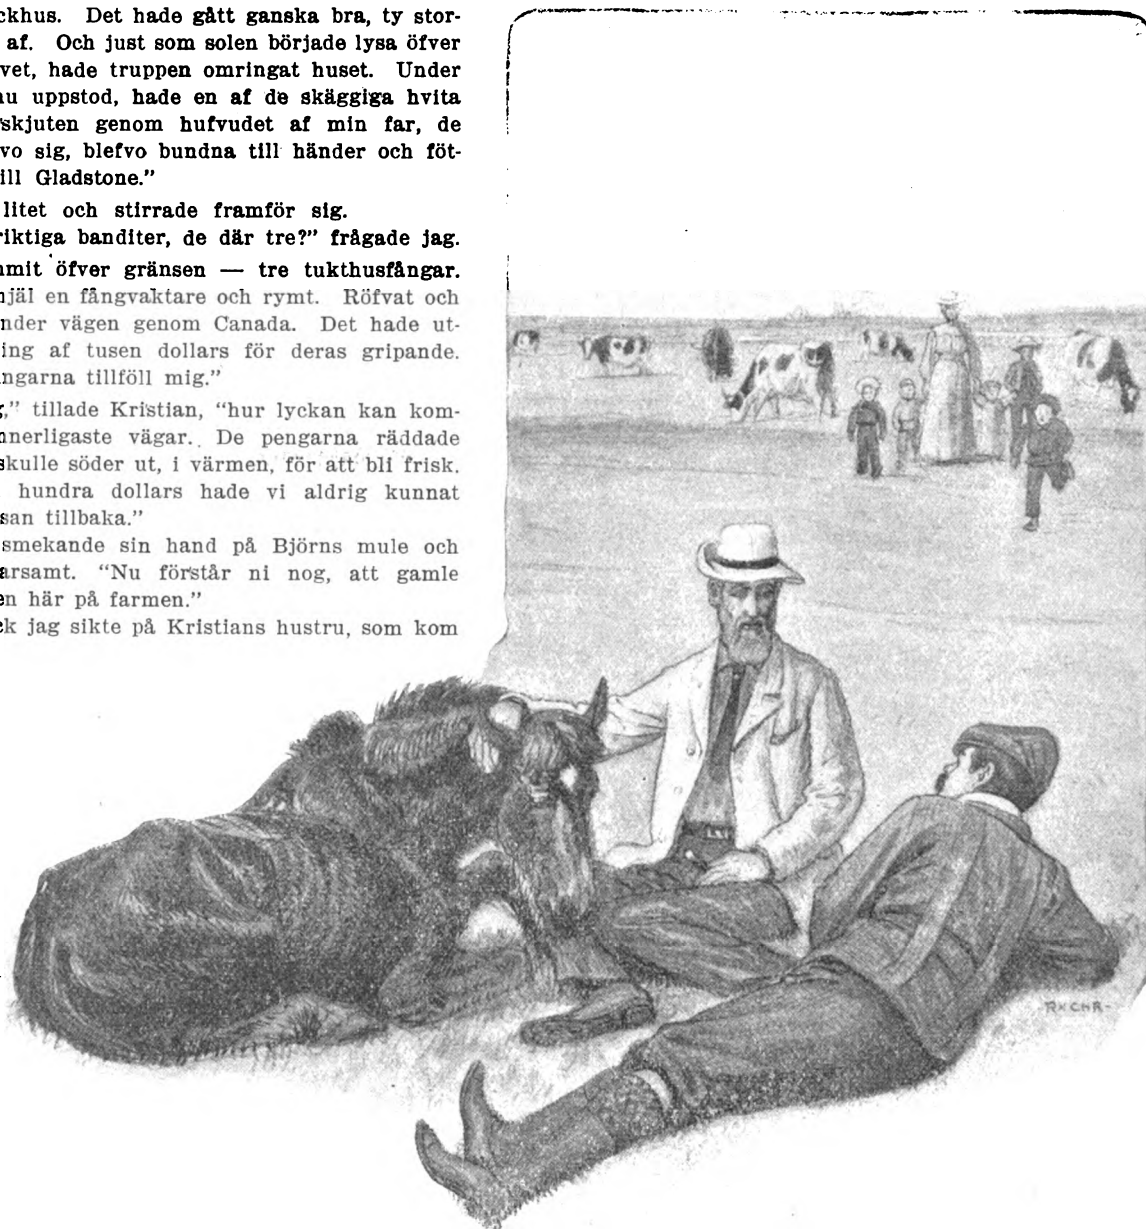 ckhus. Det hade gått ganska bra, ty stor-
af. Och just som solen började lysa öfver
vet, hade truppen omringat huset. Under
nu uppstod, hade en af de skäggiga hvita
skjuten genom hufvudet af min far, de
vo sig, blefvo bundna till händer och föt-
ill Gladstone.”
litet och stirrade framför sig.
riktiga banditer, de där tre?” frågade jag.
mit öfver gränsen — tre tukthusfångar.
jäl en fångvaktare och rymt. Röfvat och
nder vägen genom Canada. Det hade ut-
ing af tusen dollars för deras gripande.
ngarna tillföll mig.”
,” tillade Kristian, “hur lyckan kan kom-
nerligaste vägar. De pengarna räddade
skulle söder ut, i värmen, för att bli frisk.
hundra dollars hade vi aldrig kunnat
san tillbaka.”
smekande sin hand på Björns mule och
arsamt. “Nu förstår ni nog, att gamle
en här på farmen.”
ck jag sikte på Kristians hustru, som kom
R×CHR-